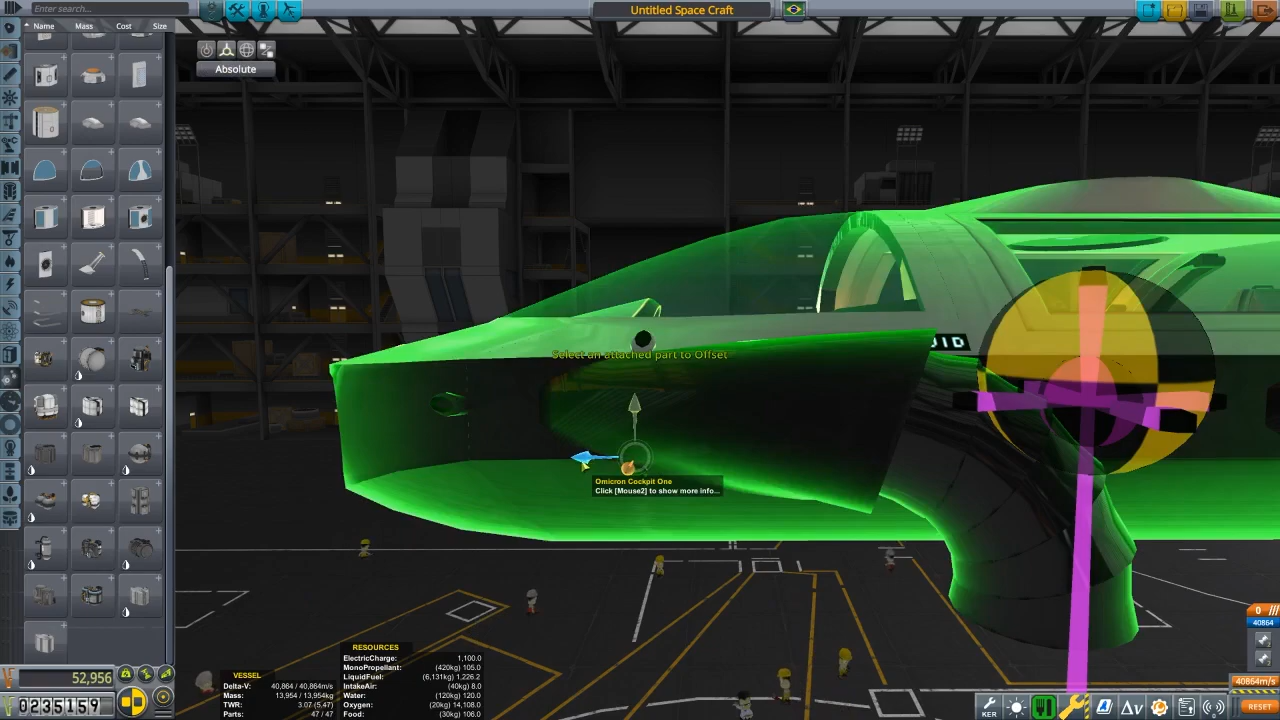 Enter search...
Untitled Space Craft
Name Mass Cost Size
Absolute
UID
Select an attached part to Offset
Omicron Cockpit One
Click [Mouse2] to show more info...
0
40864
40864m/s
RESOURCES
ElectricCharge: 1,100.0
MonoPropellant: (420kg) 105.0
LiquidFuel: (6,131kg) 1,226.2
IntakeAir: (40kg) 8.0
Water: (120kg) 120.0
Oxygen: (20kg) 14,108.0
Food: (30kg) 106.0
VESSEL
Delta-V: 40,864 / 40,864m/s
Mass: 13,954 / 13,954kg
TWR: 3.07 (5.47)
Parts: 47 / 47
52,956
0235159
KER
Δv
RESET